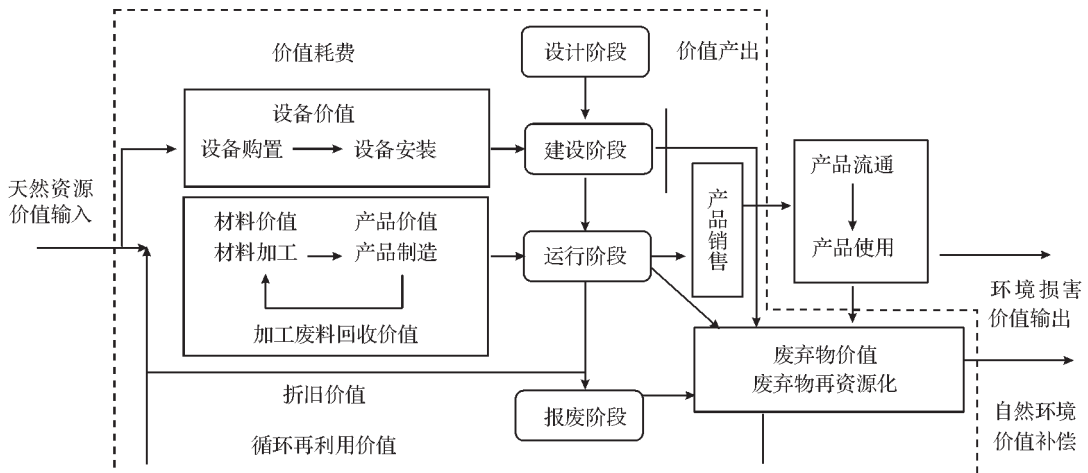 价值耗费
设计阶段
价值产出
设备价值
设备购置
设备安装
建设阶段
产品流通
天然资源
价值输入
材料价值
产品价值
材料加工
产品制造
运行阶段
产品销售
产品使用
加工废料回收价值
环境损害
价值输出
废弃物价值
废弃物再资源化
折旧价值
报废阶段
自然环境
价值补偿
循环再利用价值